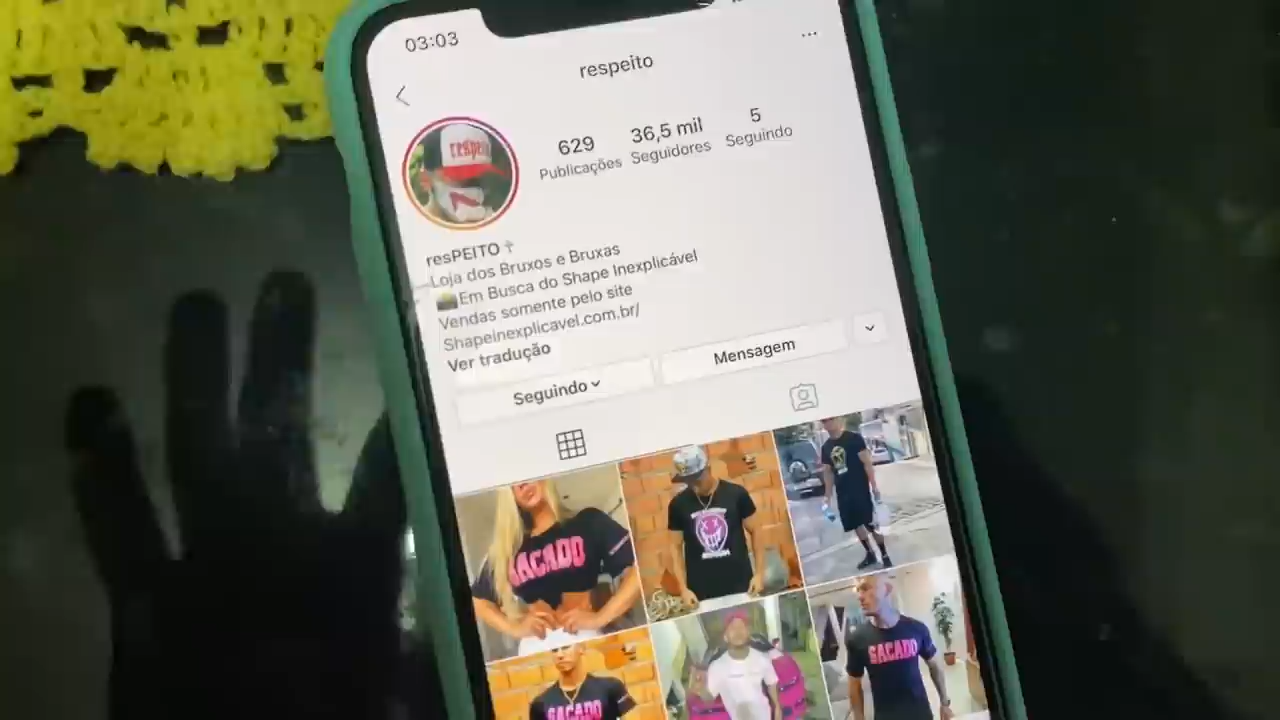 03:03
respeito
629
Publicações
36,5 mil
Seguidores
5
Seguindo
resPEITO
Loja dos Bruxos e Bruxas
Em Busca do Shape Inexplicável
Vendas somente pelo site
Shapeinexplicavel.com.br/
Ver tradução
Seguindo
Mensagem
SACADO
SACADO
SACADO